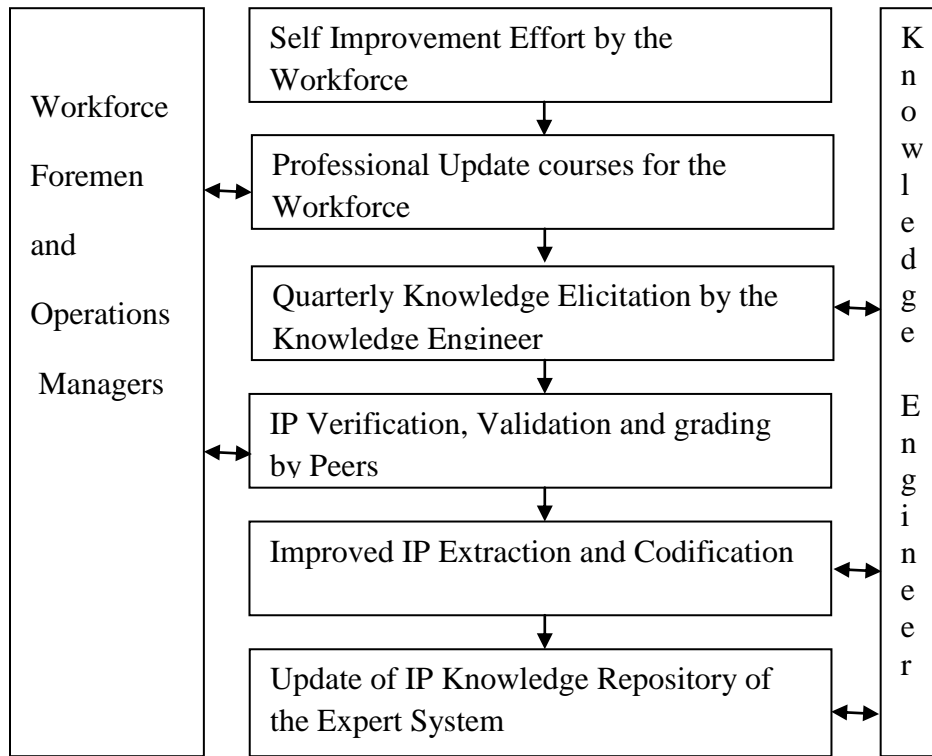 Workforce
Foremen
and
Operations
Managers
Self Improvement Effort by the
Workforce
Professional Update courses for the
Workforce
Quarterly Knowledge Elicitation by the
Knowledge Engineer
IP Verification, Validation and grading
by Peers
Improved IP Extraction and Codification
Update of IP Knowledge Repository of
the Expert System
K
n
o
w
l
e
d
g
e
E
n
g
i
n
e
e
r